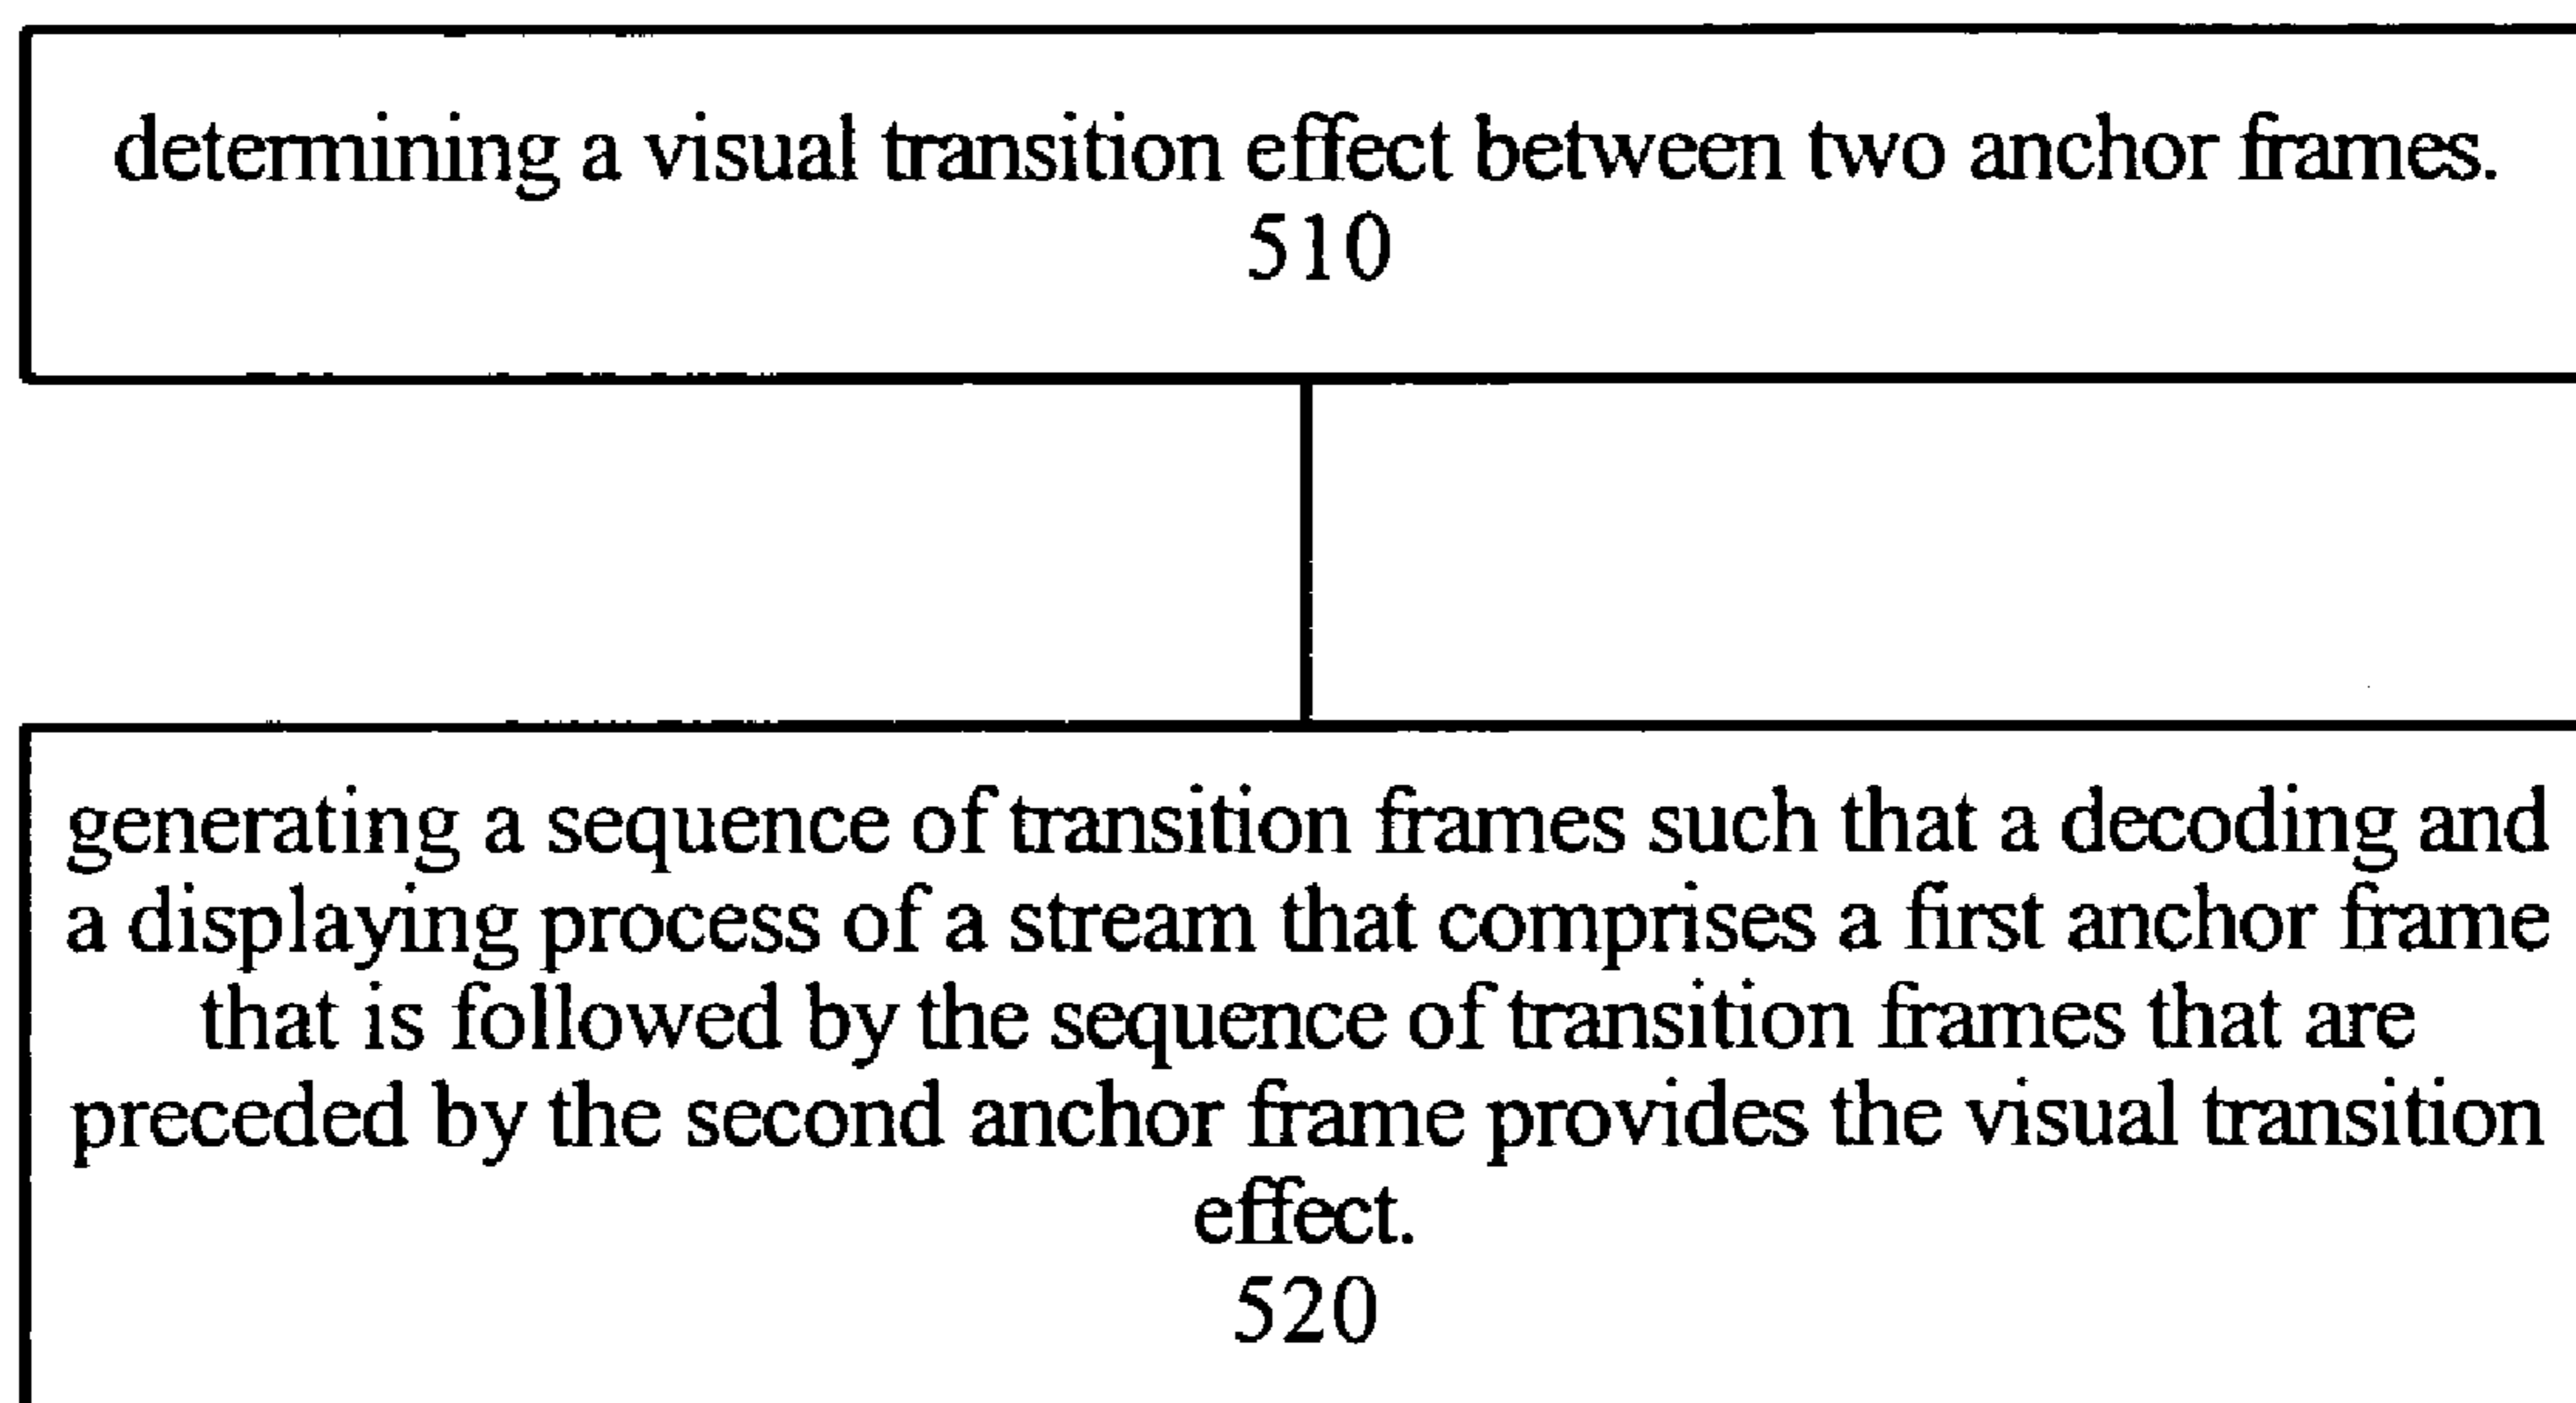 determining a visual transition effect between two anchor frames.
510
generating a sequence of transition frames such that a decoding and
a displaying process of a stream that comprises a first anchor frame
that is followed by the sequence of transition frames that are
preceded by the second anchor frame provides the visual transition
effect.
520